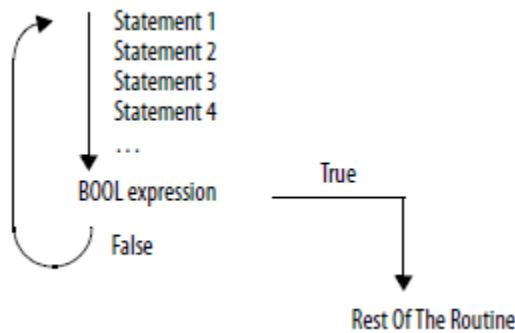 Statement 1
Statement 2
Statement 3
Statement 4
...
BOOL expression
True
False
Rest Of The Routine